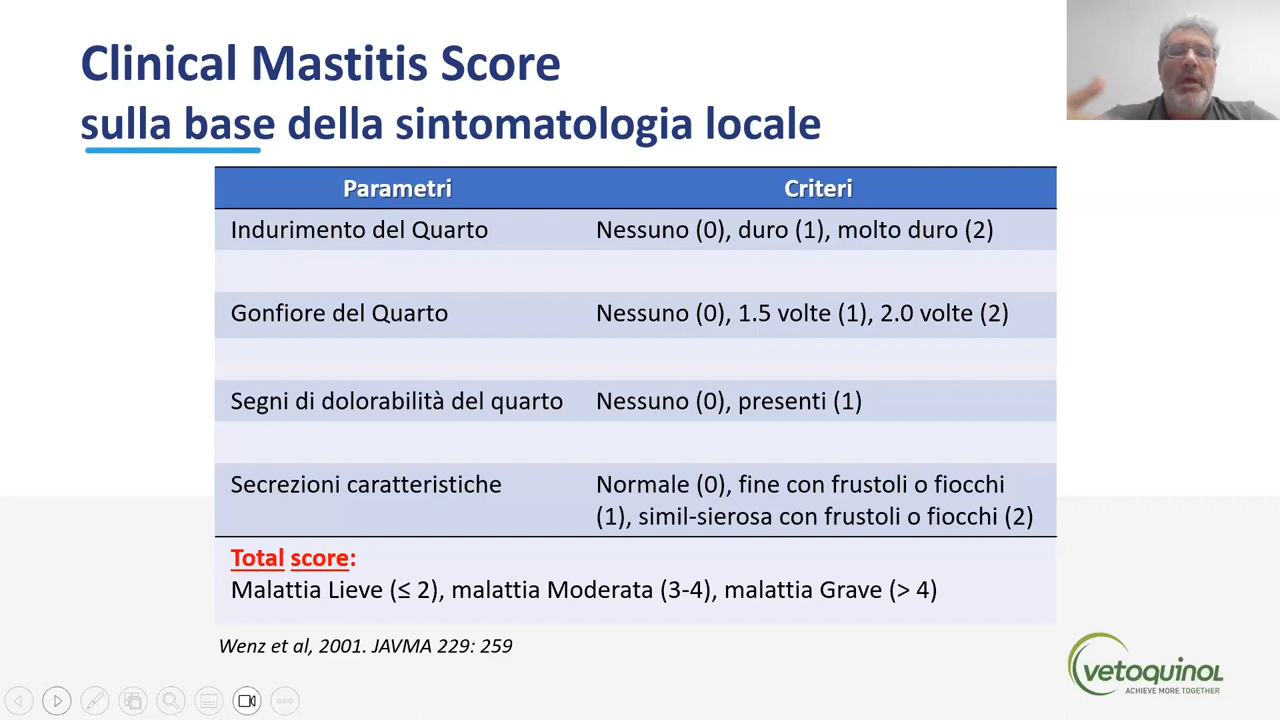 Clinical Mastitis Score
sulla base della sintomatologia locale
Parametri Criteri
Indurimento del Quarto Nessuno (0), duro (1), molto duro (2)
Gonfiore del Quarto Nessuno (0), 1.5 volte (1), 2.0 volte (2)
Segni di dolorabilità del quarto Nessuno (0), presenti (1)
Secrezioni caratteristiche Normale (0), fine con frustoli o fiocchi
(1), simil-sierosa con frustoli o fiocchi (2)
Total score:
Malattia Lieve (≤ 2), malattia Moderata (3-4), malattia Grave (> 4)
Wenz et al, 2001. JAVMA 229: 259
vetoquinol
ACHIEVE MORE TOGETHER